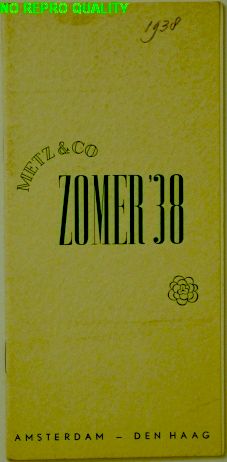 NO REPRO QUALITY
1938
METZ & CO
ZOMER '38
AMSTERDAM – DEN HAAG